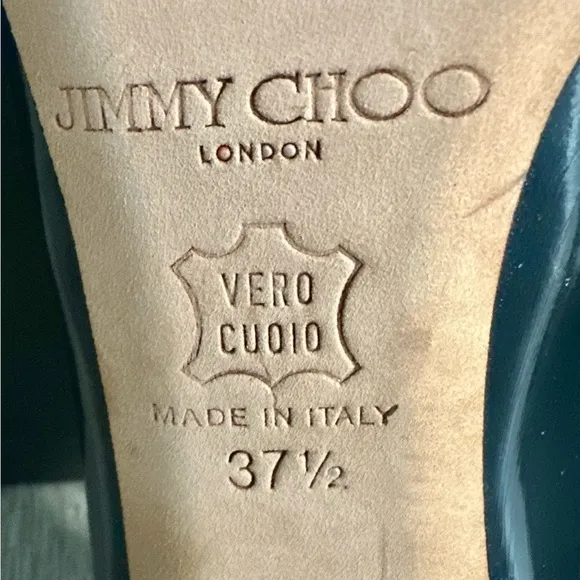 JIMMY CHOO
LONDON
VERO
CUOIO
MADE IN ITALY
37½